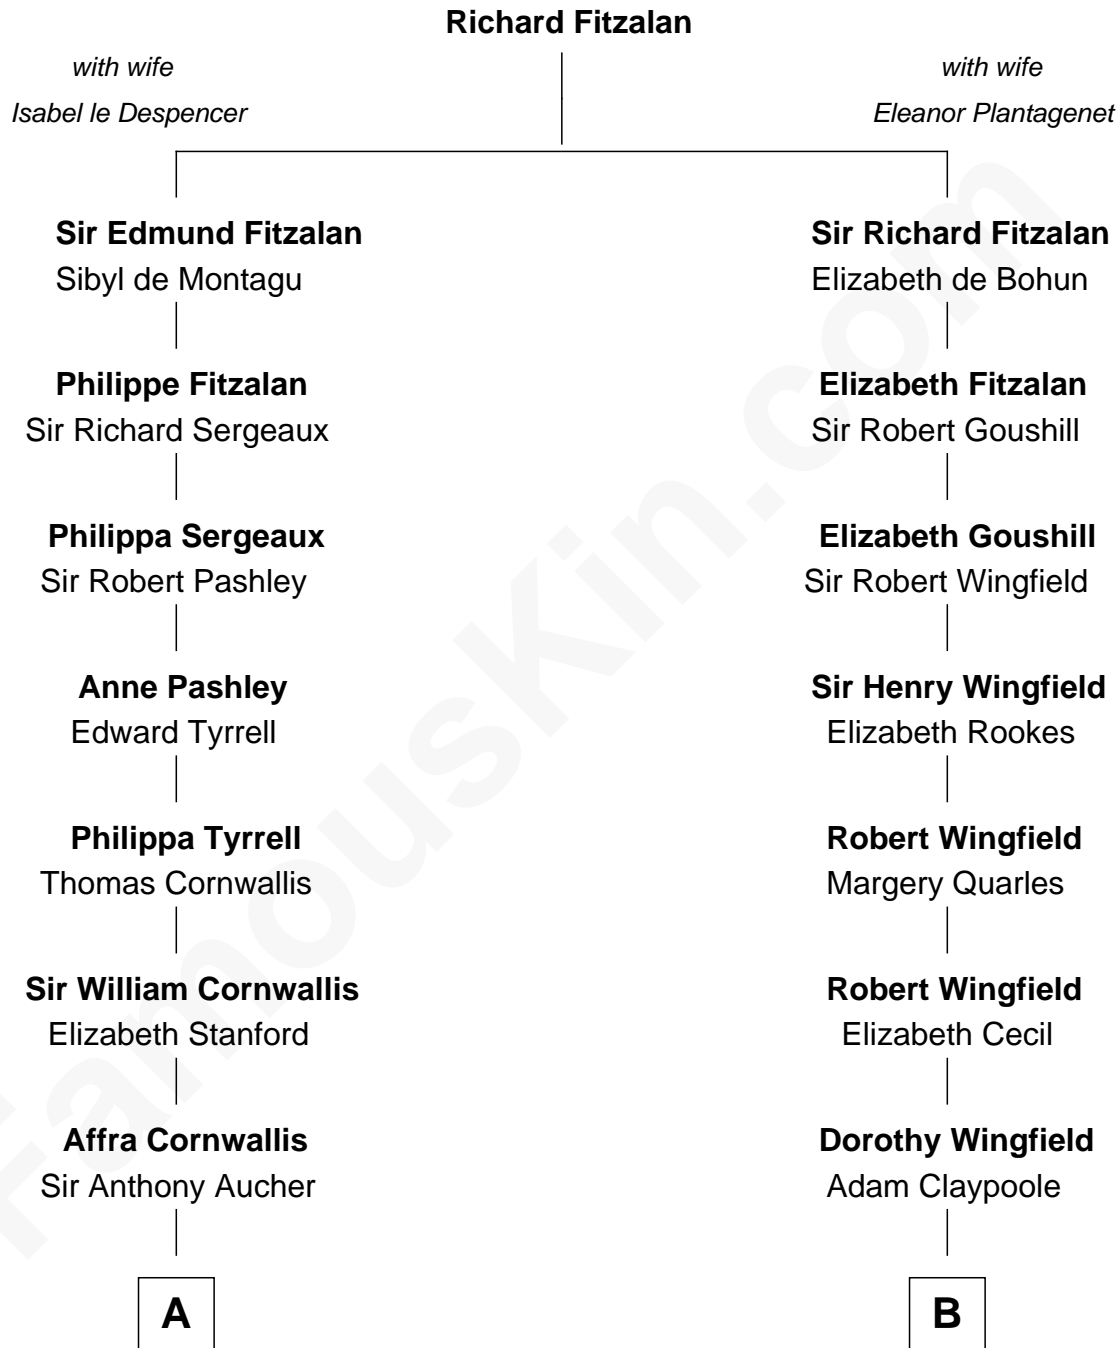 Richard Fitzalan
with wife
Isabel le Despencer
with wife
Eleanor Plantagenet
Sir Edmund Fitzalan
Sibyl de Montagu
Sir Richard Fitzalan
Elizabeth de Bohun
Philippe Fitzalan
Sir Richard Sergeaux
Elizabeth Fitzalan
Sir Robert Goushill
Philippa Sergeaux
Sir Robert Pashley
Elizabeth Goushill
Sir Robert Wingfield
Anne Pashley
Edward Tyrrell
Sir Henry Wingfield
Elizabeth Rookes
Philippa Tyrrell
Thomas Cornwallis
Robert Wingfield
Margery Quarles
Sir William Cornwallis
Elizabeth Stanford
Robert Wingfield
Elizabeth Cecil
Affra Cornwallis
Sir Anthony Aucher
Dorothy Wingfield
Adam Claypoole
A
B
FamousKin.com